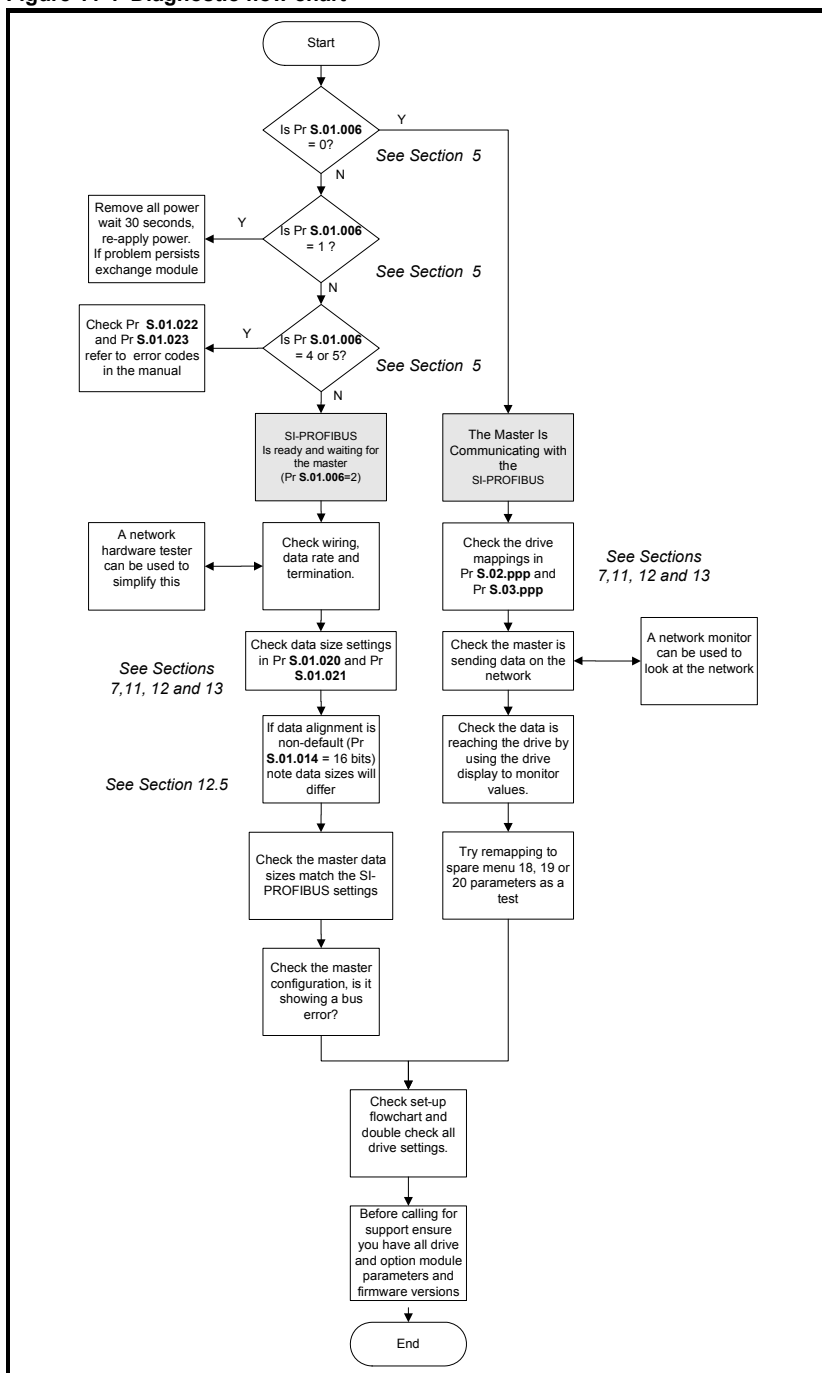 Start
Is Pr S.01.006
= 0?
Y
See Section 5
N
Remove all power
wait 30 seconds,
re-apply power.
If problem persists
exchange module
Y
Is Pr S.01.006
= 1 ?
See Section 5
N
Check Pr S.01.022
and Pr S.01.023
refer to error codes
in the manual
Y
Is Pr S.01.006
= 4 or 5?
See Section 5
N
SI-PROFIBUS
Is ready and waiting for
the master
(Pr S.01.006=2)
The Master Is
Communicating with
the
SI-PROFIBUS
A network
hardware tester
can be used to
simplify this
Check wiring,
data rate and
termination.
Check the drive
mappings in
Pr S.02.ppp and
Pr S.03.ppp
See Sections
7,11, 12 and 13
See Sections
7,11, 12 and 13
Check data size settings
in Pr S.01.020 and Pr
S.01.021
Check the master is
sending data on the
network
A network monitor
can be used to
look at the network
See Section 12.5
If data alignment is
non-default (Pr
S.01.014 = 16 bits)
note data sizes will
differ
Check the data is
reaching the drive by
using the drive
display to monitor
values.
Check the master data
sizes match the SI-
PROFIBUS settings
Try remapping to
spare menu 18, 19 or
20 parameters as a
test
Check the master
configuration, is it
showing a bus
error?
Check set-up
flowchart and
double check all
drive settings.
Before calling for
support ensure
you have all drive
and option module
parameters and
firmware versions
End